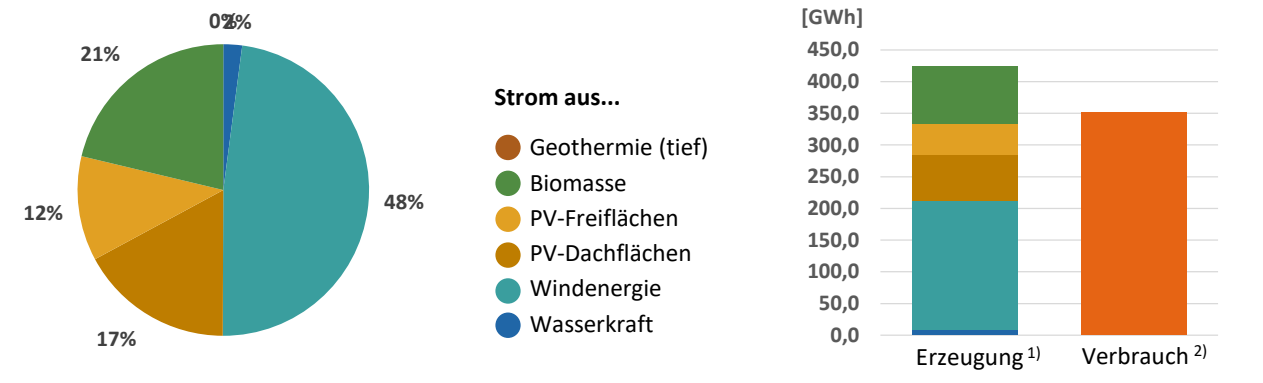 0%
2%
21%
48%
12%
17%
Strom aus...
Geothermie (tief)
Biomasse
PV-Freiflächen
PV-Dachflächen
Windenergie
Wasserkraft
[GWh]
450,0
400,0
350,0
300,0
250,0
200,0
150,0
100,0
50,0
0,0
Erzeugung 1)
Verbrauch 2)